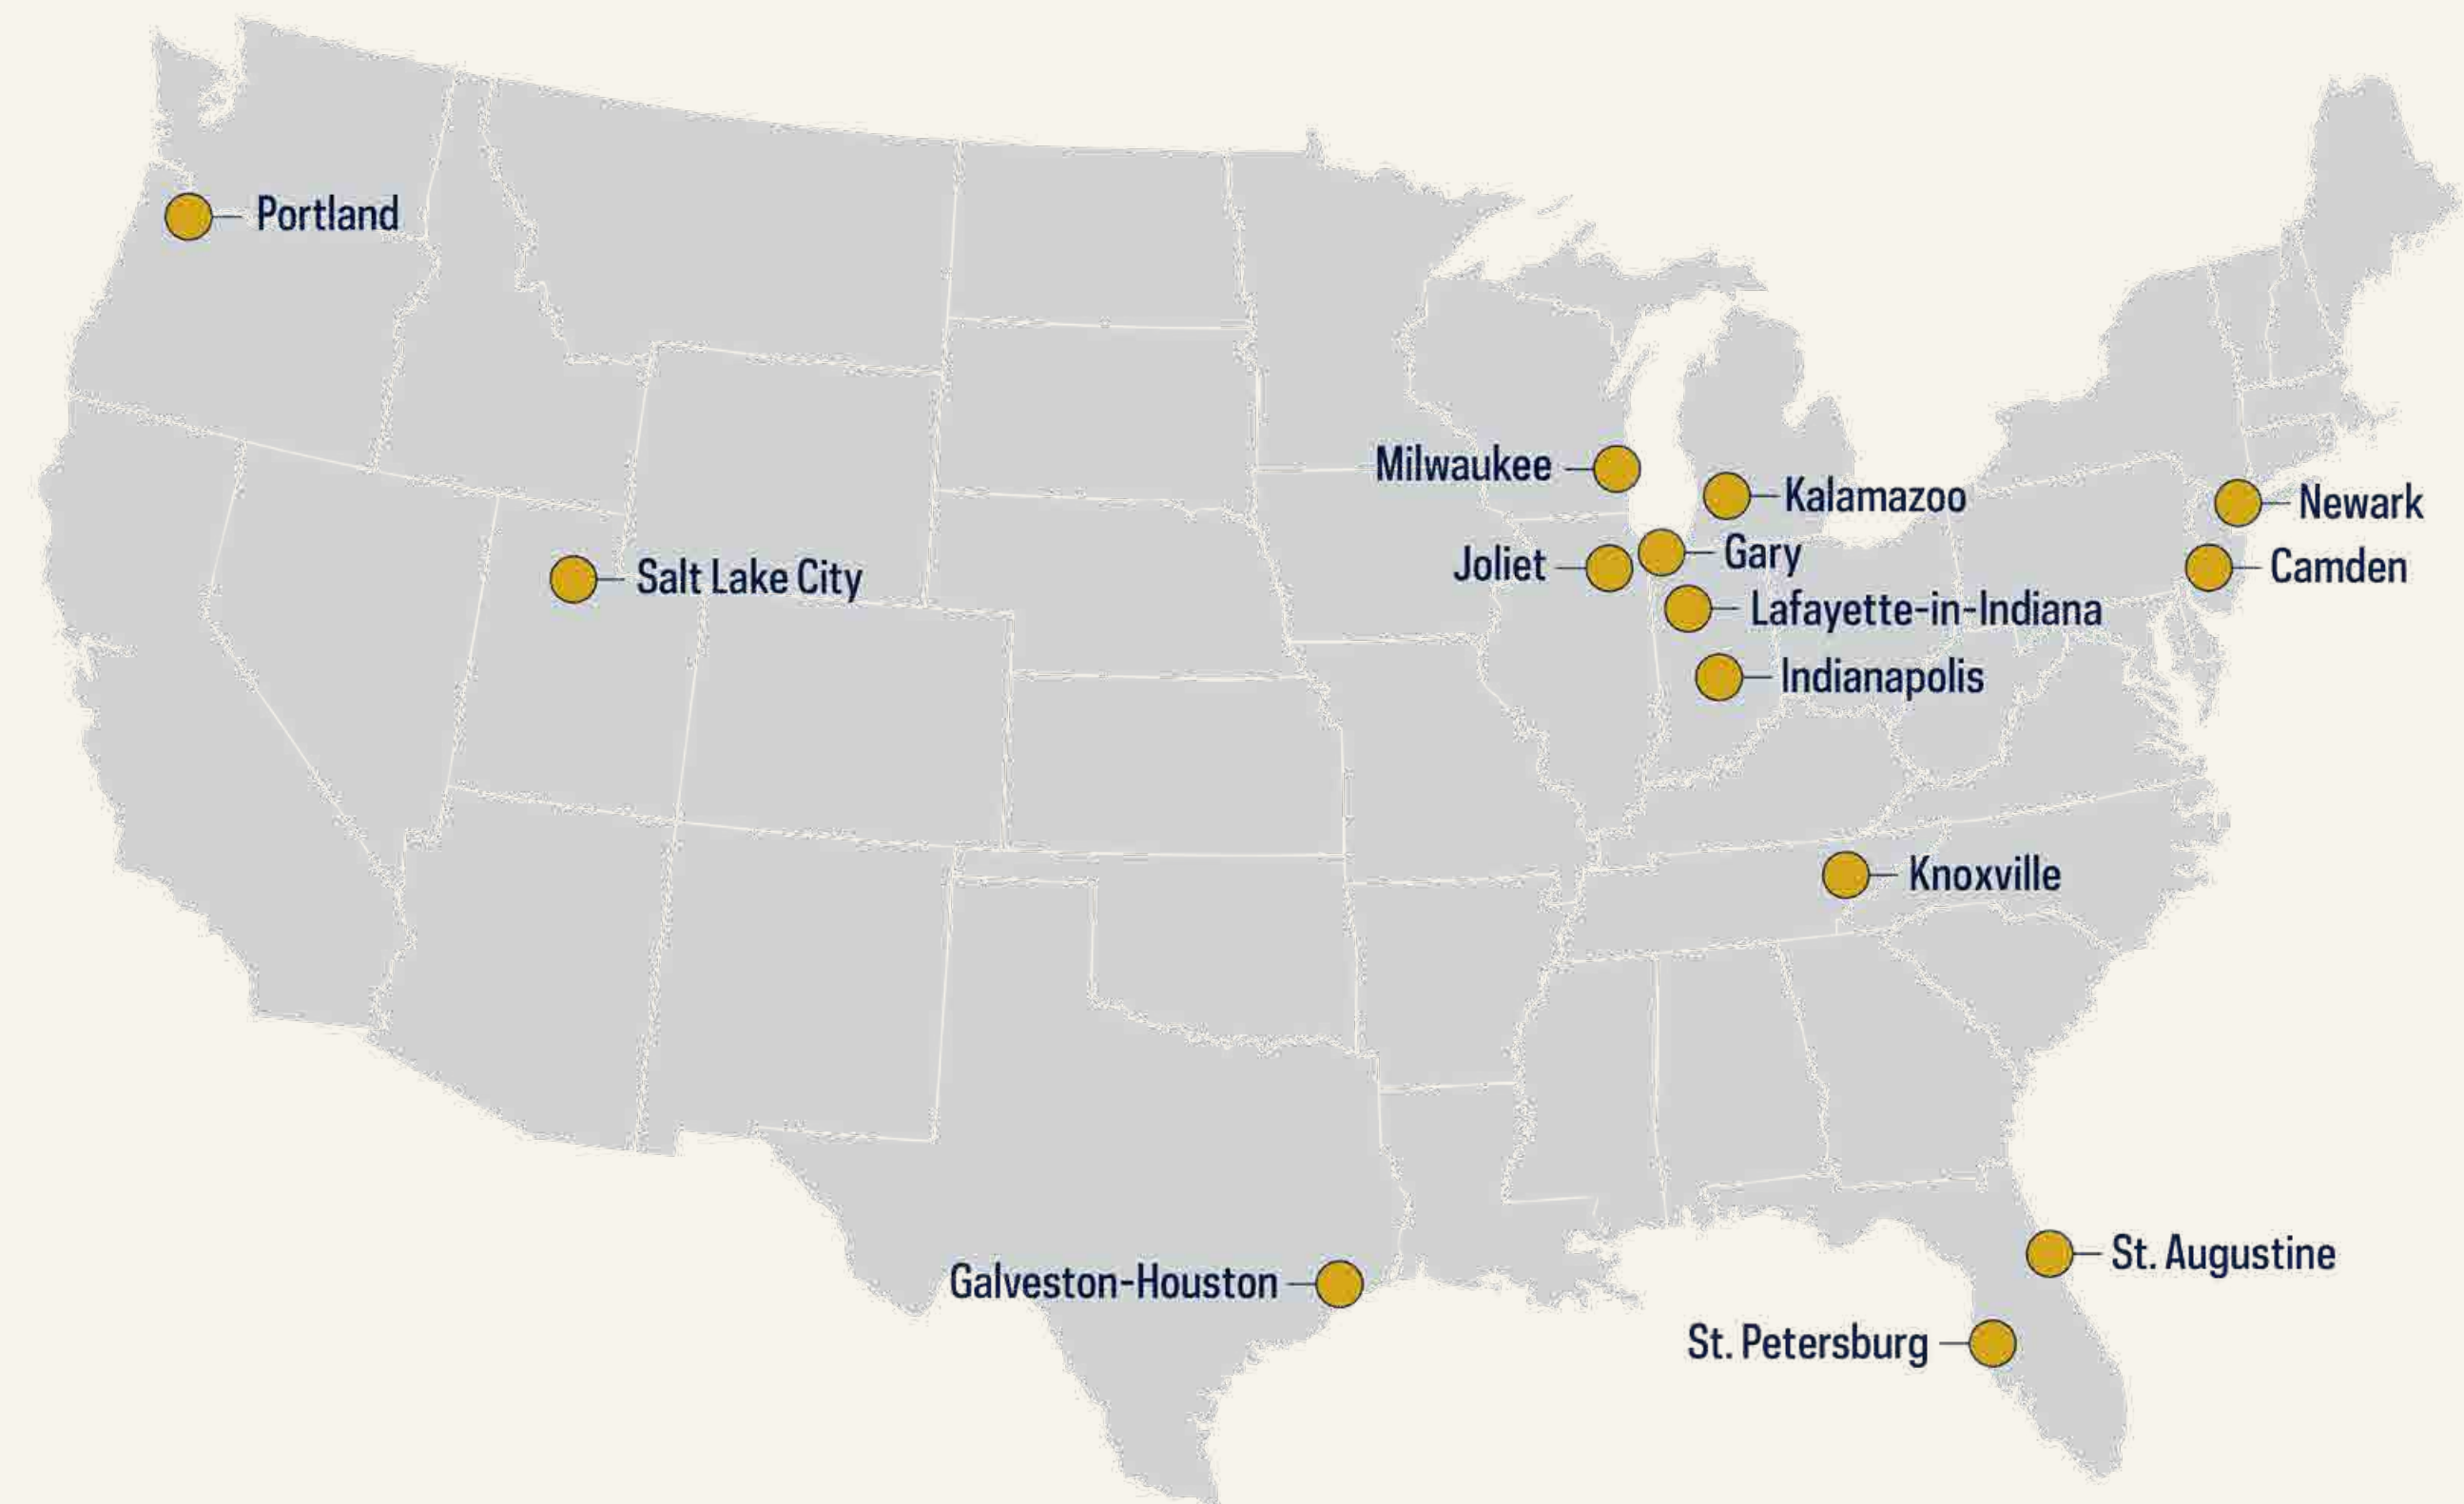 Portland
Milwaukee
Kalamazoo
Newark
Gary
Joliet
Camden
Salt Lake City
Lafayette-in-Indiana
Indianapolis
Knoxville
St. Augustine
Galveston-Houston
St. Petersburg